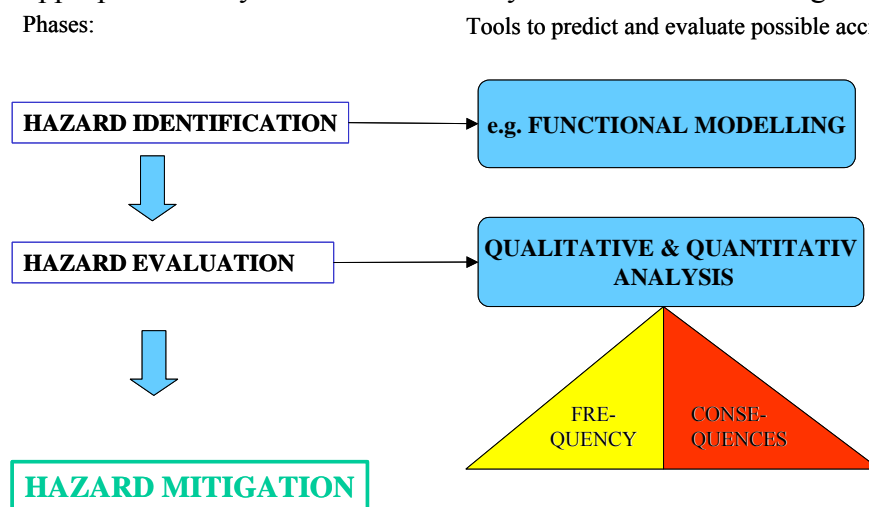 Phases:
Tools to predict and evaluate possible
HAZARD IDENTIFICATION
e.g. FUNCTIONAL MODELLING
HAZARD EVALUATION
QUALITATIVE & QUANTITATIV
ANALYSIS
FRE-
QUENCY
CONSE-
QUENCES
HAZARD MITIGATION